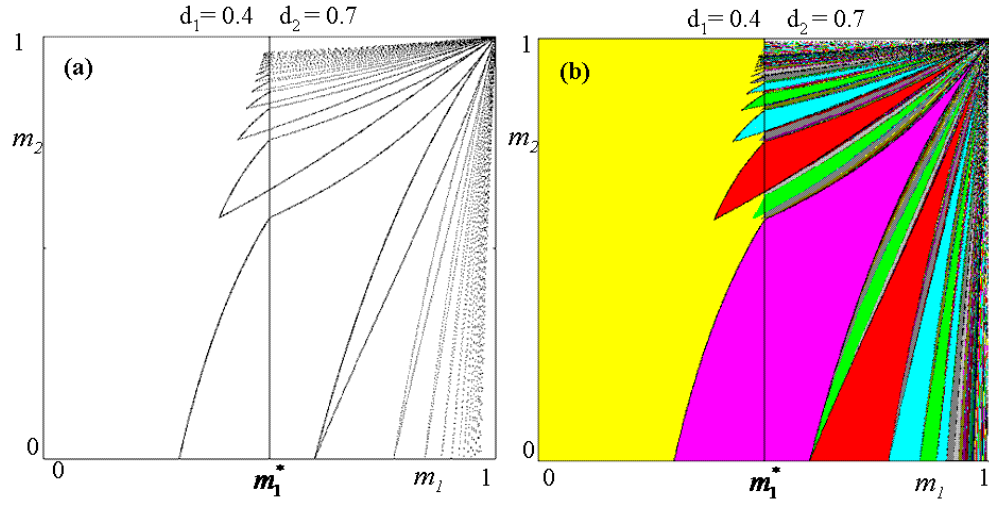 d₁ = 0.4 d₂ = 0.7
1
(a)
m₂
0
0
m₁*
m₁
1
d₁ = 0.4 d₂ = 0.7
1
(b)
m₂
0
0
m₁*
m₁
1